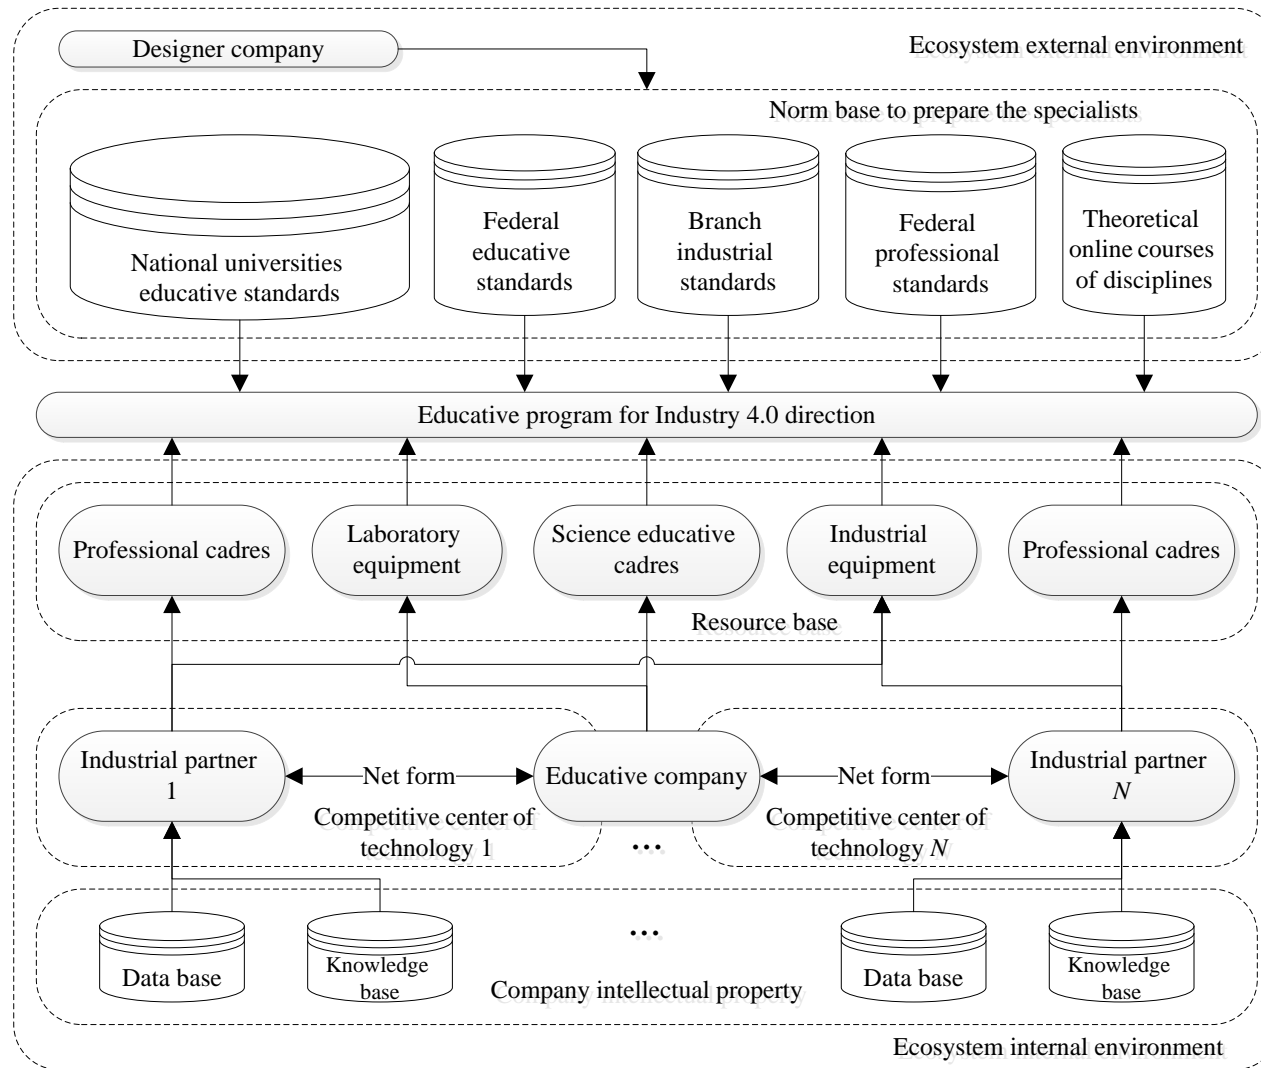 Designer company
Ecosystem external environment
Norm base to prepare the specialists
National universities
educative standards
Federal
educative
standards
Branch
industrial
standards
Federal
professional
standards
Theoretical
online courses
of disciplines
Educative program for Industry 4.0 direction
Professional cadres
Laboratory
equipment
Science educative
cadres
Industrial
equipment
Professional cadres
Resource base
Industrial partner
1
Net form
Educative company
Net form
Industrial partner
N
Competitive center of
technology 1
...
Competitive center of
technology N
...
Data base
Knowledge
base
Company intellectual property
Data base
Knowledge
base
Ecosystem internal environment